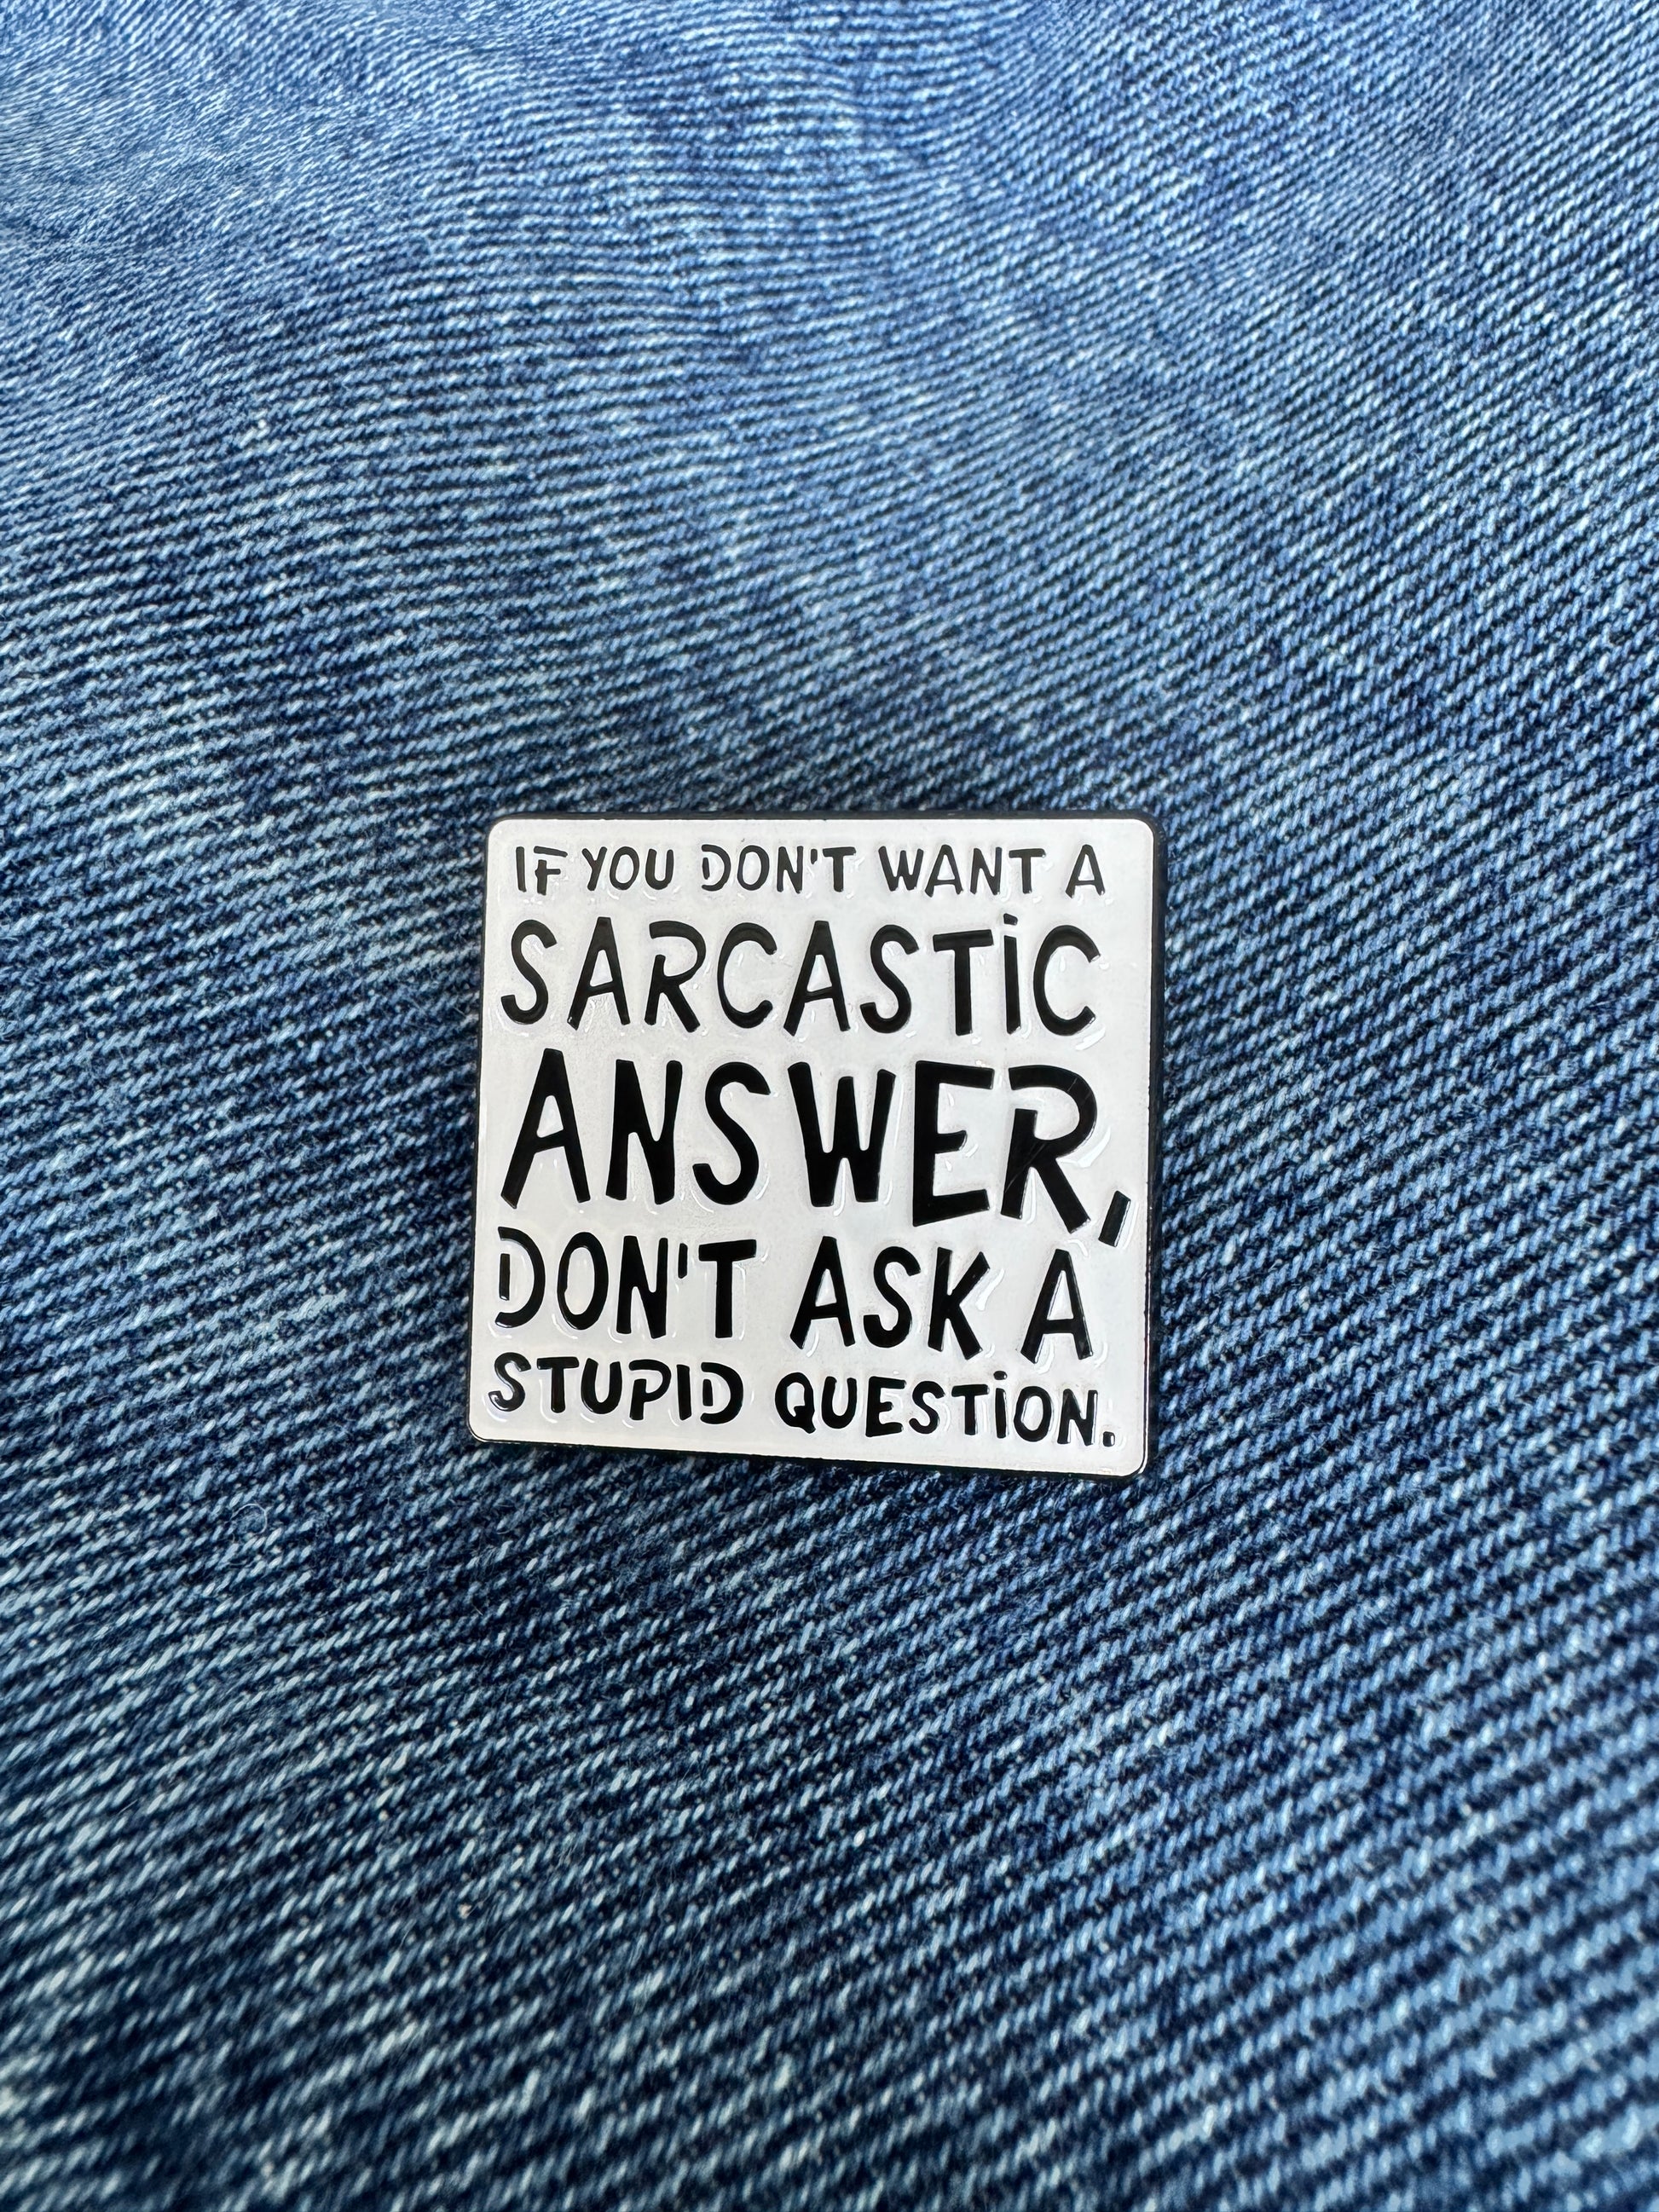 IF YOU DON'T WANT A
SARCASTIC
ANSWER,
DON'T ASK A
STUPID QUESTION.